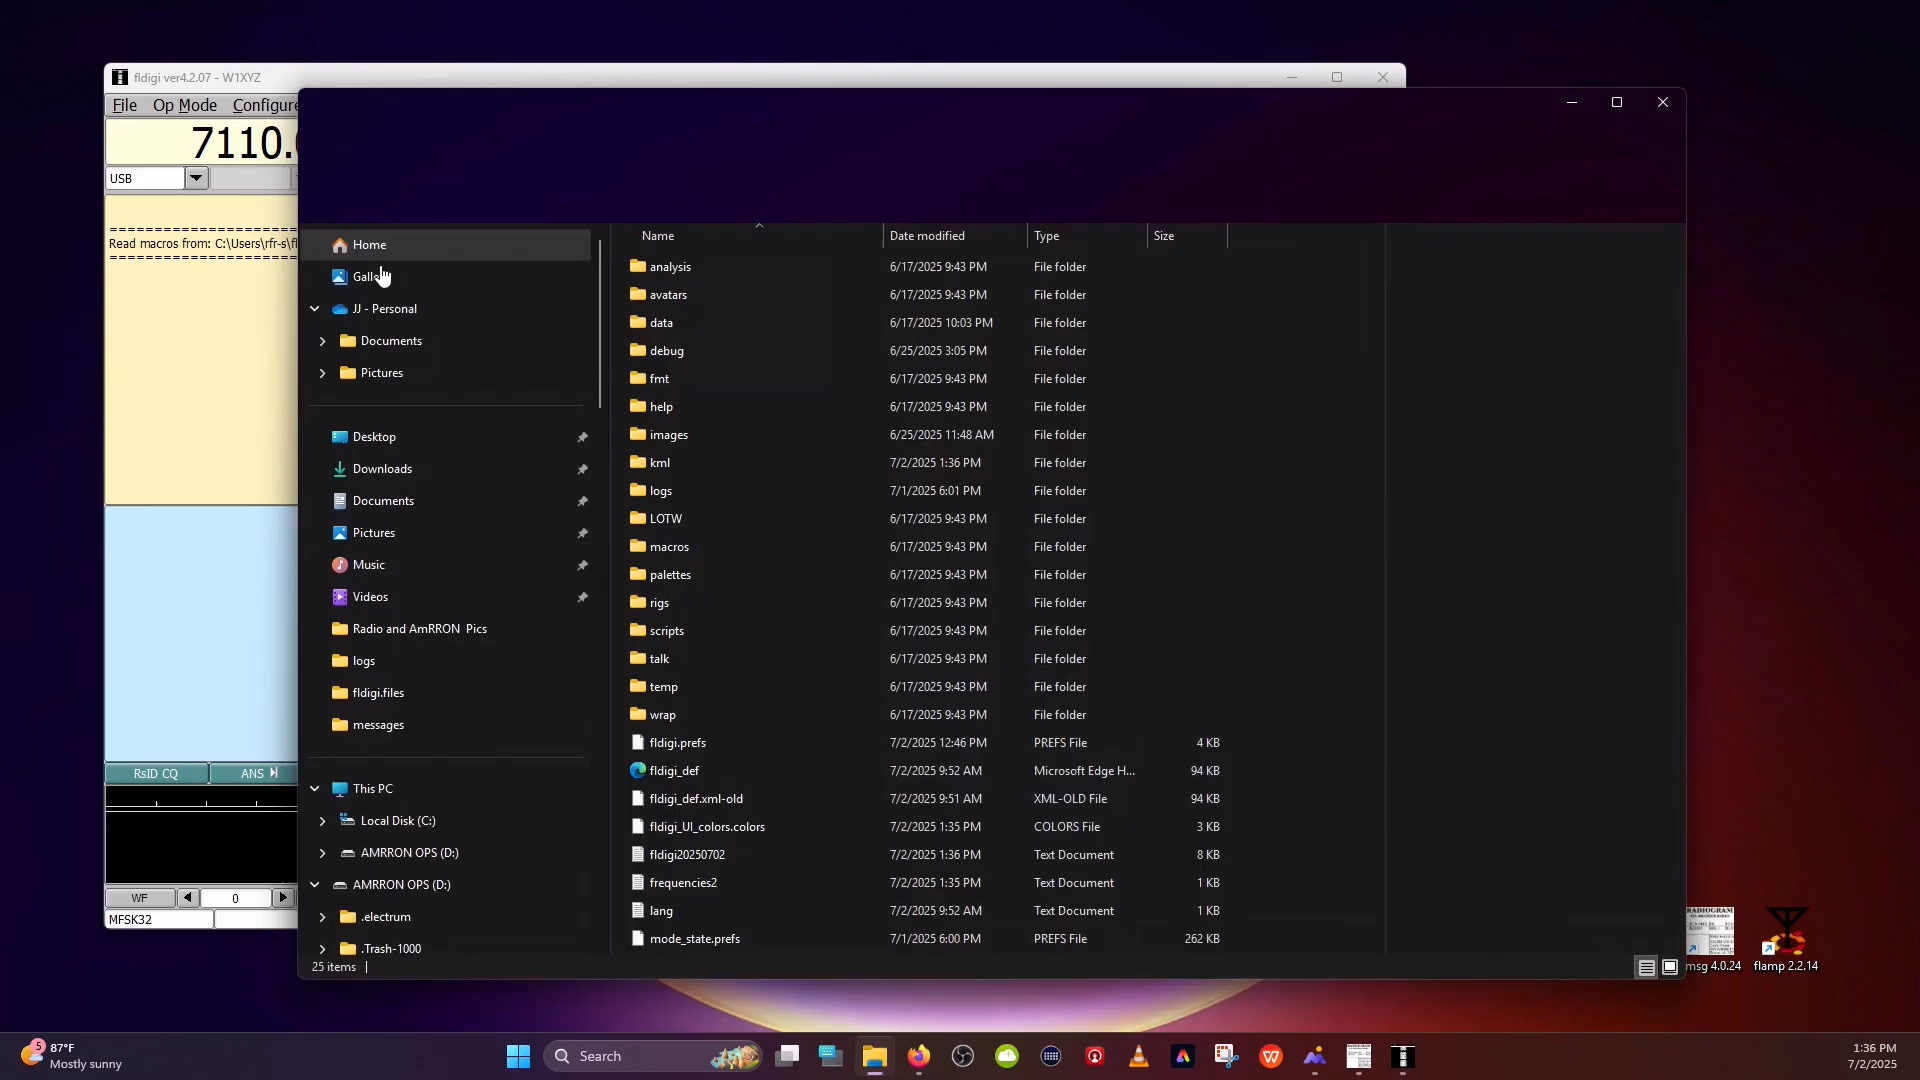 fldigi ver4.2.07 - W1XYZ
File Op Mode Configure
7110.
USB
Read macros from: C:\Users\rfr-s\fl
RsID CQ ANS
WF 0
MFSK32
Home
Gallery
JJ - Personal
Documents
Pictures
Desktop
Downloads
Documents
Pictures
Music
Videos
Radio and AmRRON Pics
logs
fldigi.files
messages
This PC
Local Disk (C:)
AMRRON OPS (D:)
AMRRON OPS (D:)
.electrum
.Trash-1000
25 items
Name Date modified Type Size
analysis 6/17/2025 9:43 PM File folder
avatars 6/17/2025 9:43 PM File folder
data 6/17/2025 10:03 PM File folder
debug 6/25/2025 3:05 PM File folder
fmt 6/17/2025 9:43 PM File folder
help 6/17/2025 9:43 PM File folder
images 6/25/2025 11:48 AM File folder
kml 7/2/2025 1:36 PM File folder
logs 7/1/2025 6:01 PM File folder
LOTW 6/17/2025 9:43 PM File folder
macros 6/17/2025 9:43 PM File folder
palettes 6/17/2025 9:43 PM File folder
rigs 6/17/2025 9:43 PM File folder
scripts 6/17/2025 9:43 PM File folder
talk 6/17/2025 9:43 PM File folder
temp 6/17/2025 9:43 PM File folder
wrap 6/17/2025 9:43 PM File folder
fldigi.prefs 7/2/2025 12:46 PM PREFS File 4 KB
fldigi_def 7/2/2025 9:52 AM Microsoft Edge H... 94 KB
fldigi_def.xml-old 7/2/2025 9:51 AM XML-OLD File 94 KB
fldigi_UI_colors.colors 7/2/2025 1:35 PM COLORS File 3 KB
fldigi20250702 7/2/2025 1:36 PM Text Document 8 KB
frequencies2 7/2/2025 1:35 PM Text Document 1 KB
lang 7/2/2025 9:52 AM Text Document 1 KB
mode_state.prefs 7/1/2025 6:00 PM PREFS File 262 KB
RADIOGRAM
msg 4.0.24
flamp 2.2.14
5
87°F
Mostly sunny
Search
1:36 PM
7/2/2025